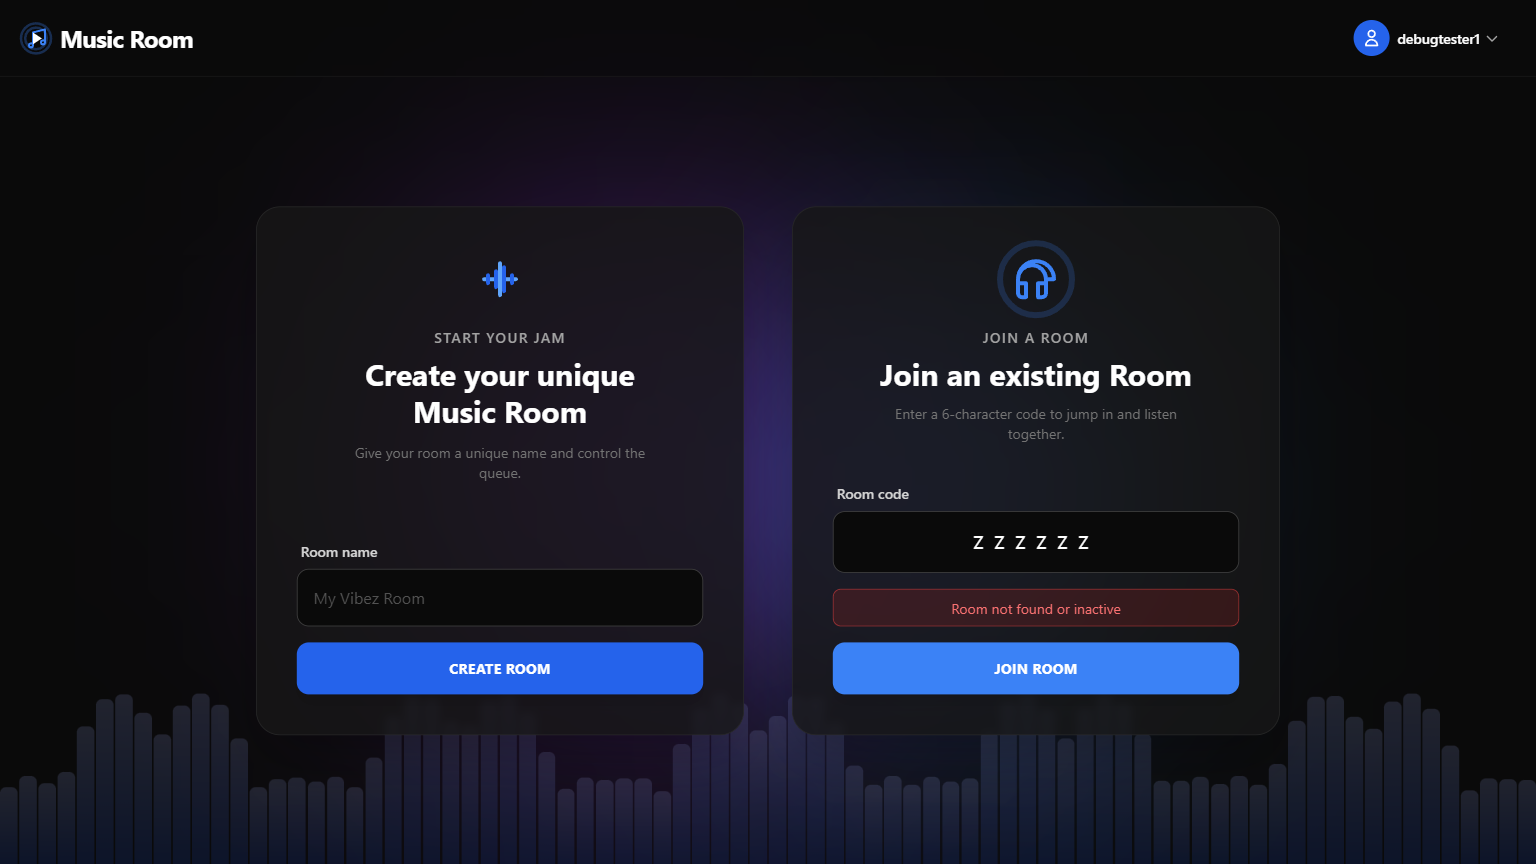 Music Room
debugtester1
START YOUR JAM
Create your unique
Music Room
Give your room a unique name and control the
queue.
Room name
My Vibez Room
CREATE ROOM
JOIN A ROOM
Join an existing Room
Enter a 6-character code to jump in and listen
together.
Room code
ZZZZZZ
Room not found or inactive
JOIN ROOM